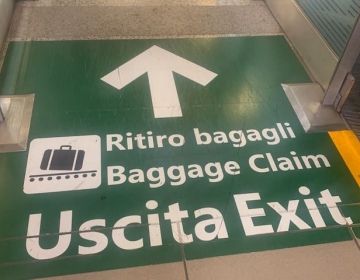 Ritiro bagagli
Baggage Claim
Uscita Exit